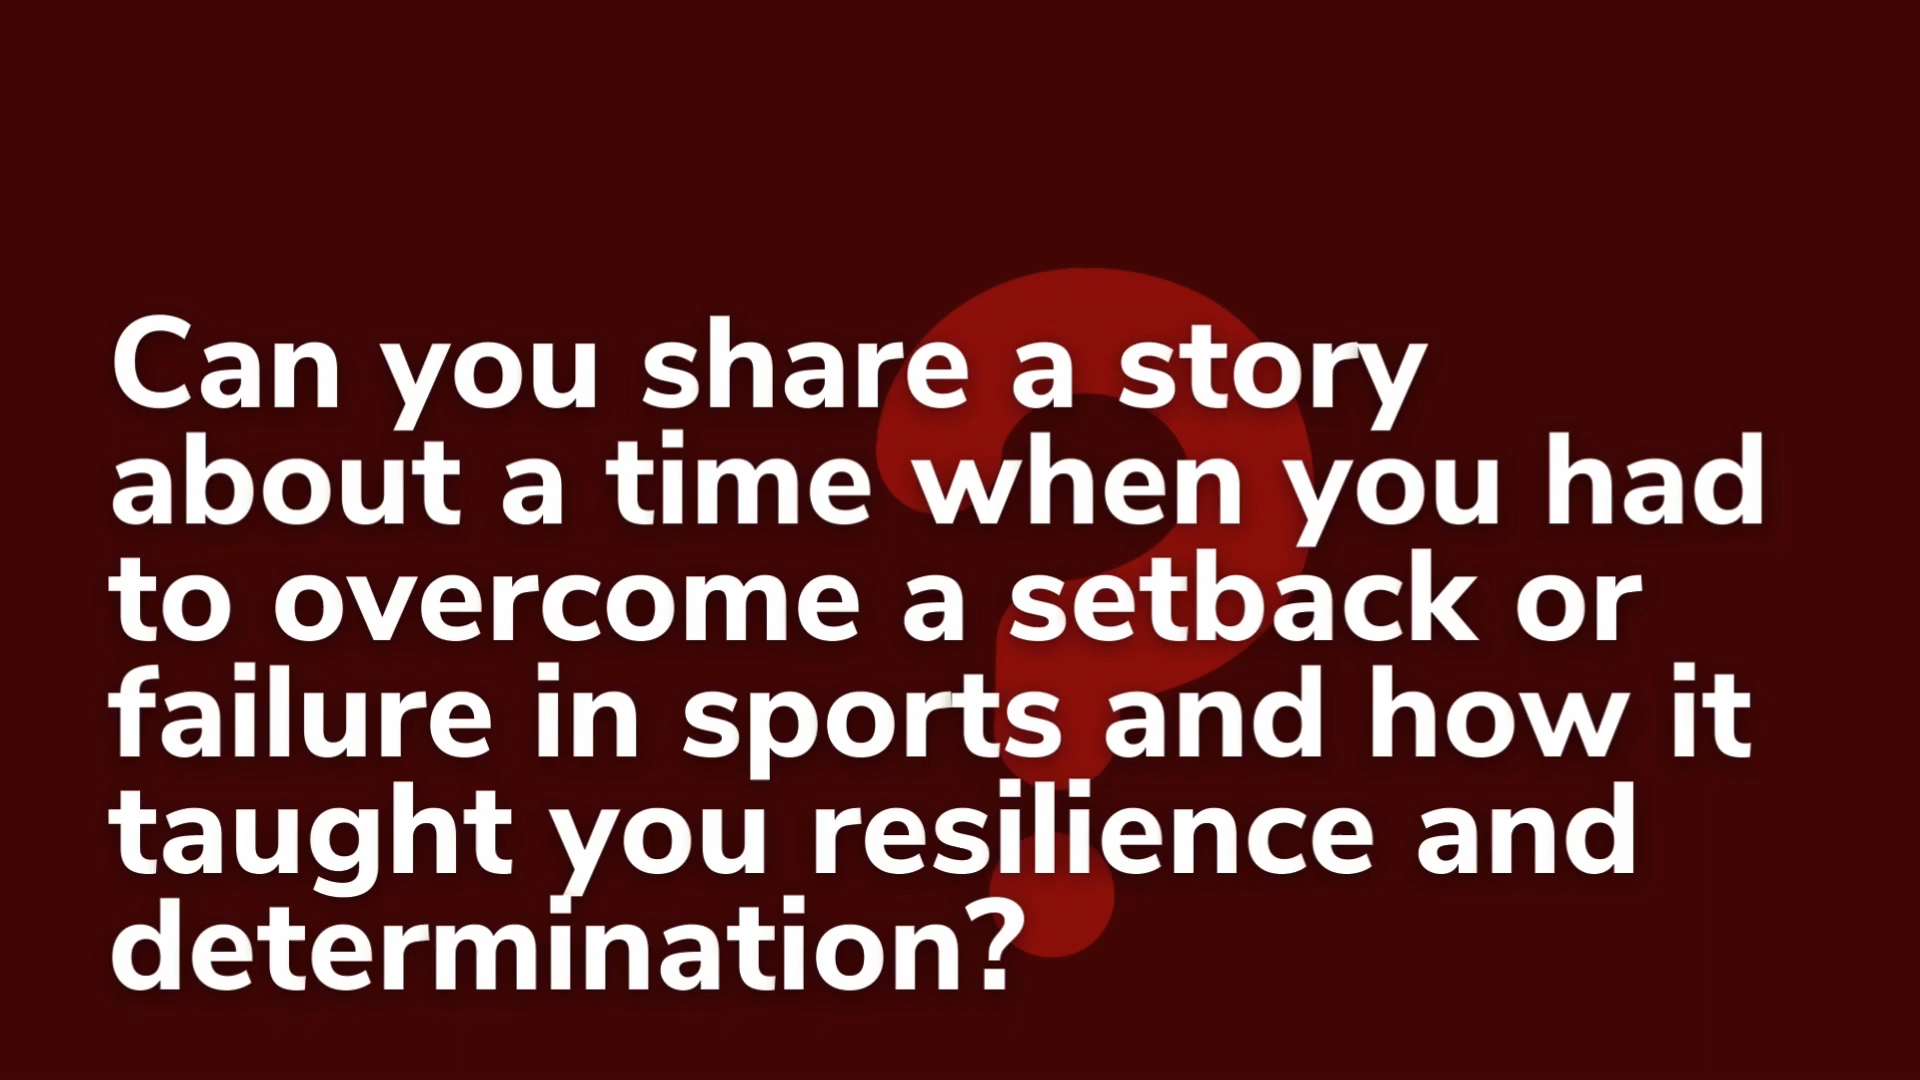 Can you share a story
about a time when you had
to overcome a setback or
failure in sports and how it
taught you resilience and
determination?